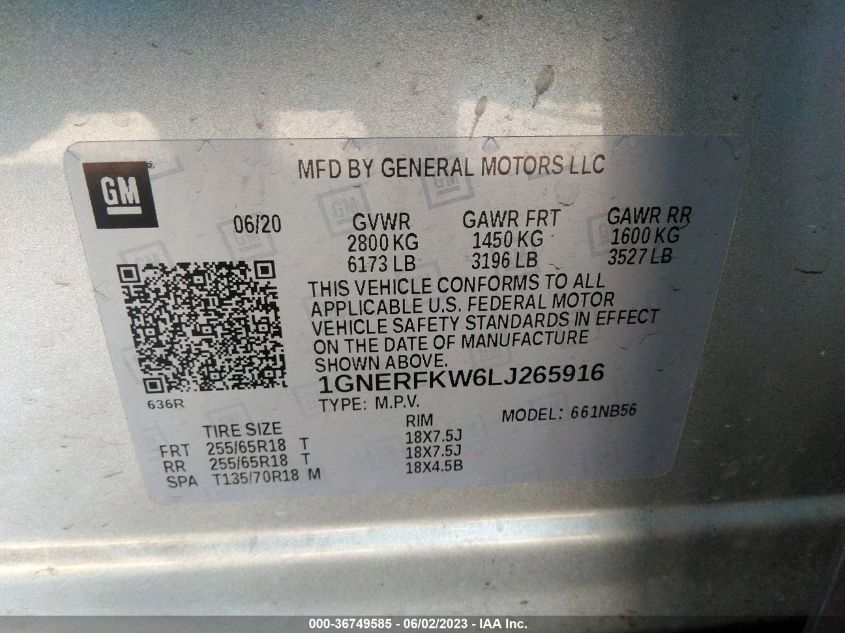 GM
MFD BY GENERAL MOTORS LLC
06/20 GVWR GAWR FRT GAWR RR
2800 KG 1450 KG 1600 KG
6173 LB 3196 LB 3527 LB
THIS VEHICLE CONFORMS TO ALL
APPLICABLE U.S. FEDERAL MOTOR
VEHICLE SAFETY STANDARDS IN EFFECT
ON THE DATE OF MANUFACTURE
SHOWN ABOVE.
1GNERFKW6LJ265916
636R
TYPE: M.P.V. MODEL: 661NB56
TIRE SIZE RIM
FRT 255/65R18 T 18X7.5J
RR 255/65R18 T 18X7.5J
SPA T135/70R18 M 18X4.5B
000-36749585 - 06/02/2023 - IAA Inc.